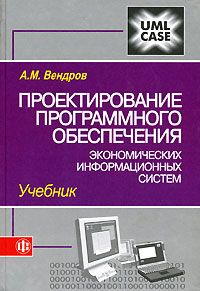 UML
CASE
А.М. Вендров
ПРОЕКТИРОВАНИЕ
ПРОГРАММНОГО
ОБЕСПЕЧЕНИЯ
ЭКОНОМИЧЕСКИХ
ИНФОРМАЦИОННЫХ
СИСТЕМ
Учебник